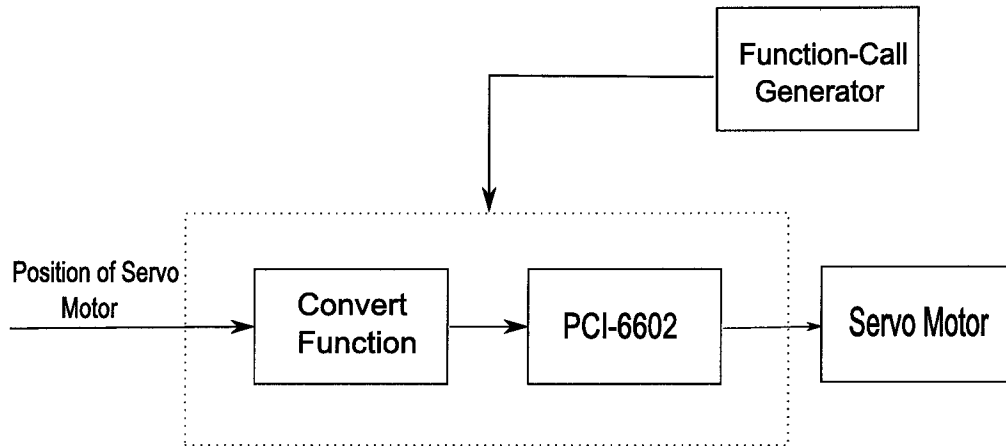 Function-Call
Generator
Position of Servo
Motor
Convert
Function
PCI-6602
Servo Motor